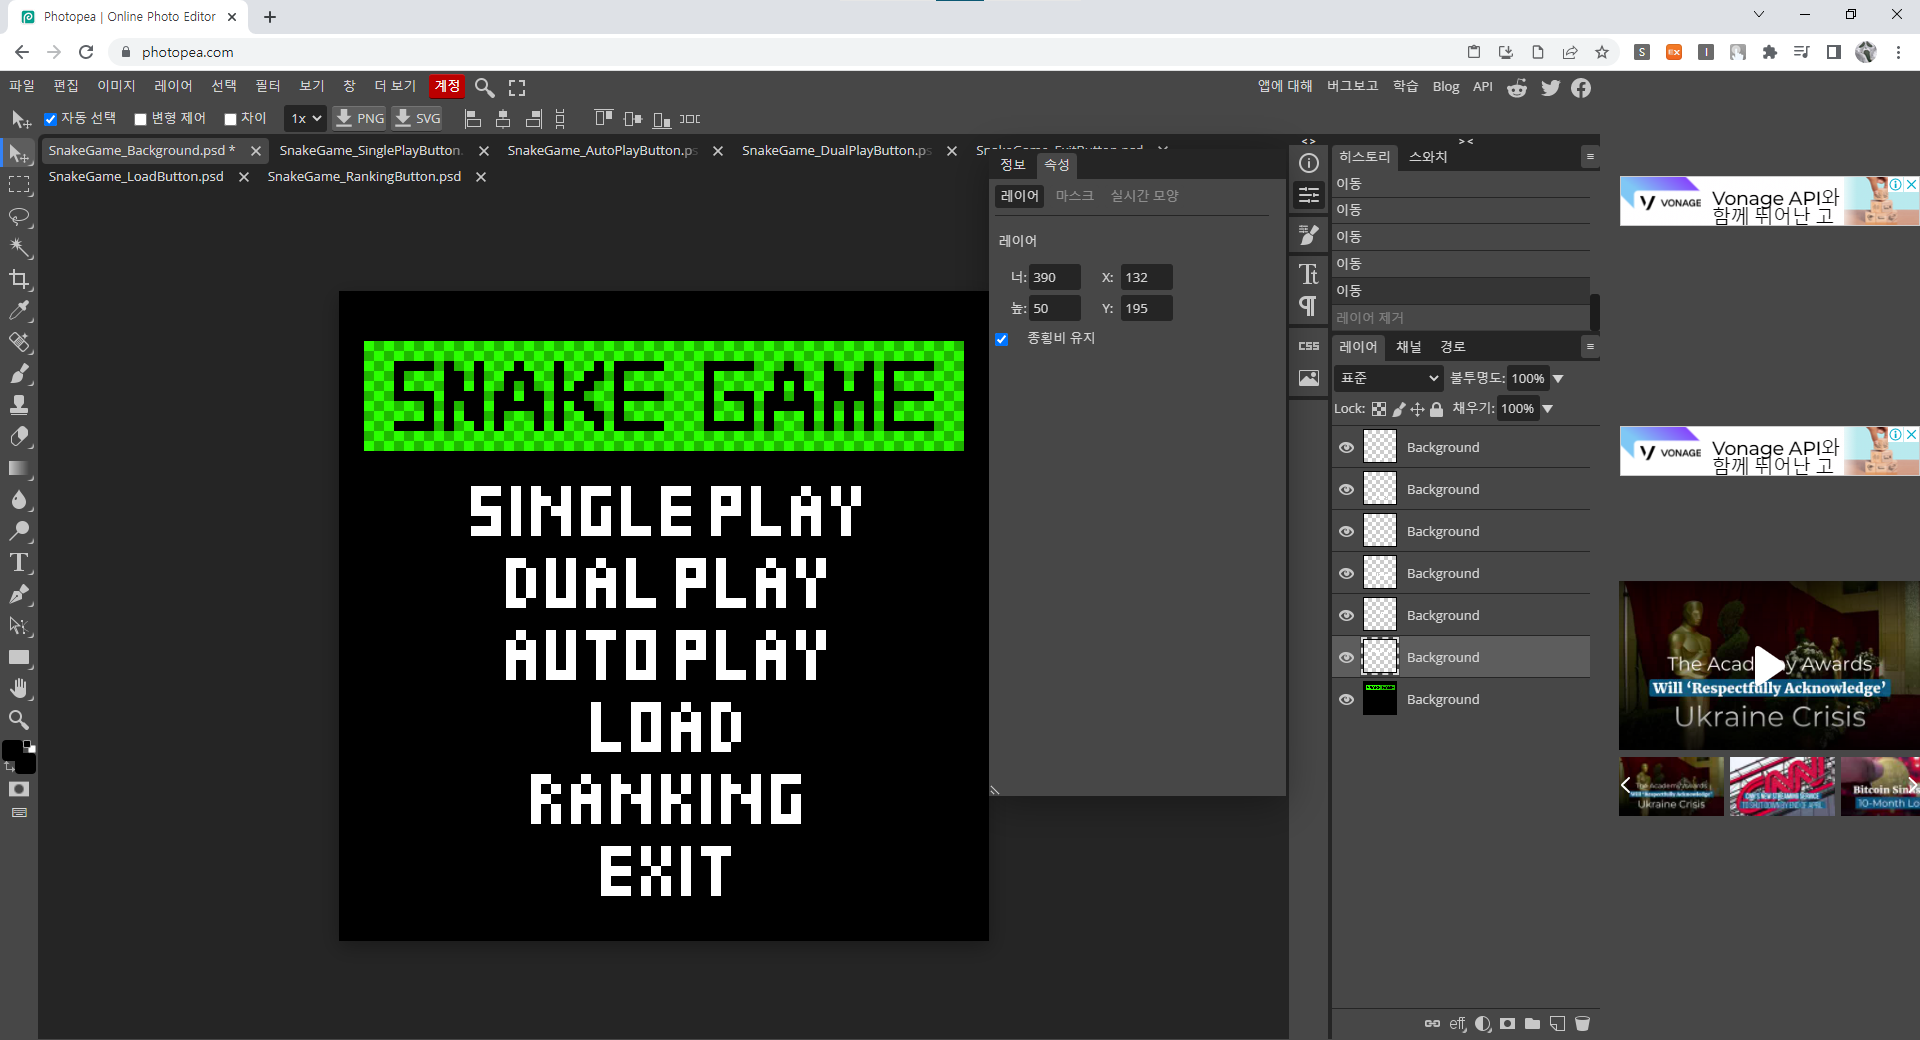 Photopea | Online Photo Editor
photopea.com
파일 편집 이미지 레이어 선택 필터 보기 창 더 보기 계정
앱에 대해 버그보고 학습 Blog API
자동 선택 변형 제어 차이 1x PNG SVG
SnakeGame_Background.psd * SnakeGame_SinglePlayButton. SnakeGame_AutoPlayButton.ps SnakeGame_DualPlayButton.ps
SnakeGame_LoadButton.psd SnakeGame_RankingButton.psd
정보 속성
레이어 마스크 실시간 모양
레이어
너: 390 X: 132
높: 50 Y: 195
종횡비 유지
SNAKE GAME
SINGLE PLAY
DUAL PLAY
AUTO PLAY
LOAD
RANKING
EXIT
Tt
CSS
히스토리 스와치
이동
이동
이동
이동
이동
레이어 제거
레이어 채널 경로
표준 불투명도: 100%
Lock: 채우기: 100%
Background
Background
Background
Background
Background
Background
Background
eff
VONAGE
Vonage API와
함께 뛰어난 고
VONAGE
Vonage API와
함께 뛰어난 고
The Academy Awards
Will ‘Respectfully Acknowledge’
Ukraine Crisis
Ukraine Crisis
CNN
Bitcoin Sinks
10-Month Lo